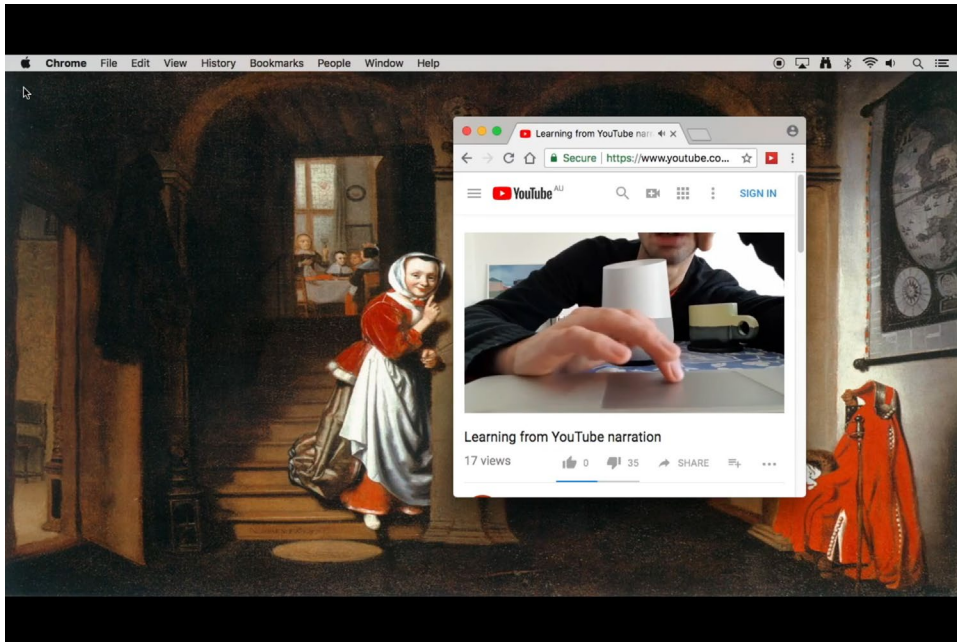 Chrome File Edit View History Bookmarks People Window Help
Learning from YouTube narr
Secure | https://www.youtube.co...
YouTube AU
SIGN IN
Learning from YouTube narration
17 views 0 35 SHARE